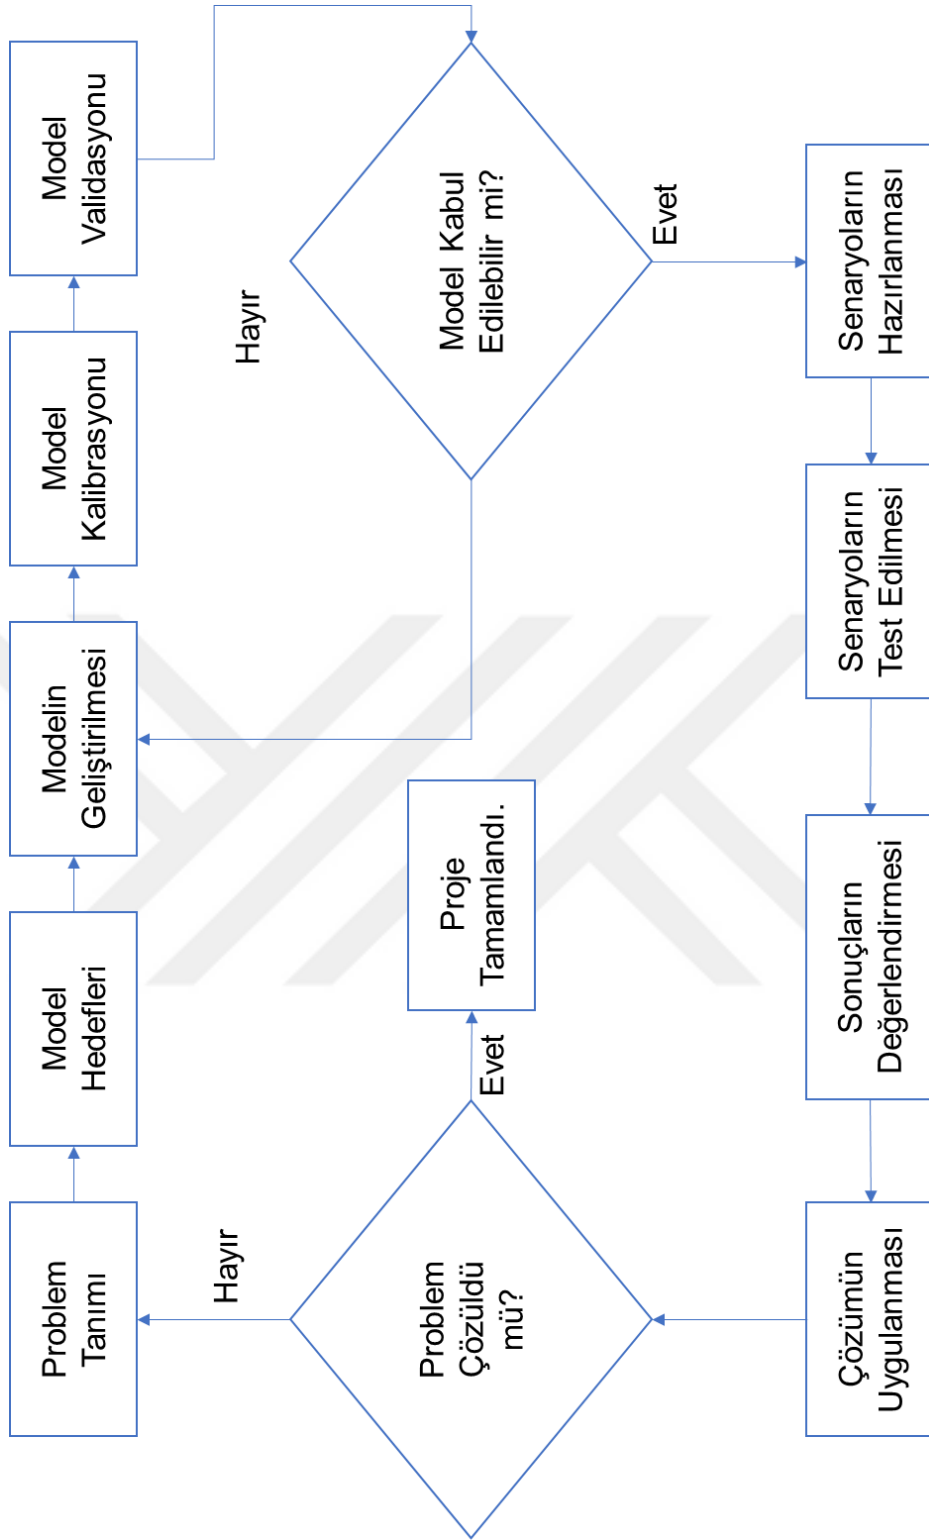 Problem
Tanımı
Model
Hedefleri
Modelin
Geliştirilmesi
Model
Kalibrasyonu
Model
Validasyonu
Hayır
Hayır
Problem
Çözüldü
mü?
Evet
Proje
Tamamlandı.
Model Kabul
Edilebilir mi?
Evet
Çözümün
Uygulanması
Sonuçların
Değerlendirmesi
Senaryoların
Test Edilmesi
Senaryoların
Hazırlanması